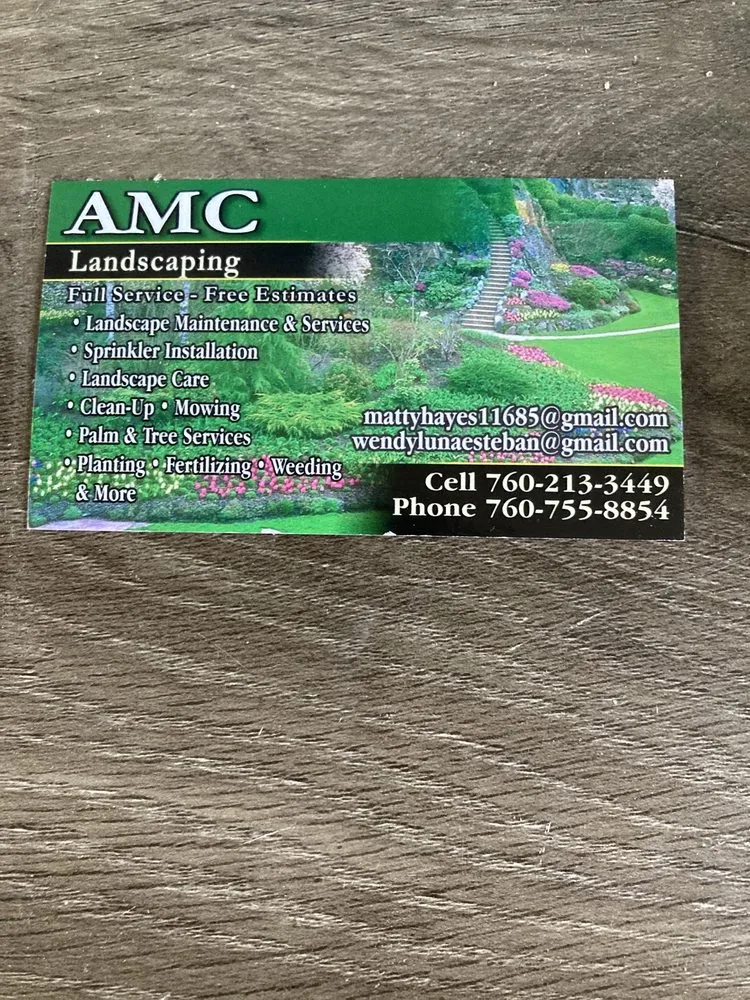 AMC
Landscaping
Full Service - Free Estimates
• Landscape Maintenance & Services
• Sprinkler Installation
• Landscape Care
• Clean-Up • Mowing
• Palm & Tree Services
• Planting • Fertilizing • Weeding
& More
mattyhayes11685@gmail.com
wendylunaesteban@gmail.com
Cell 760-213-3449
Phone 760-755-8854